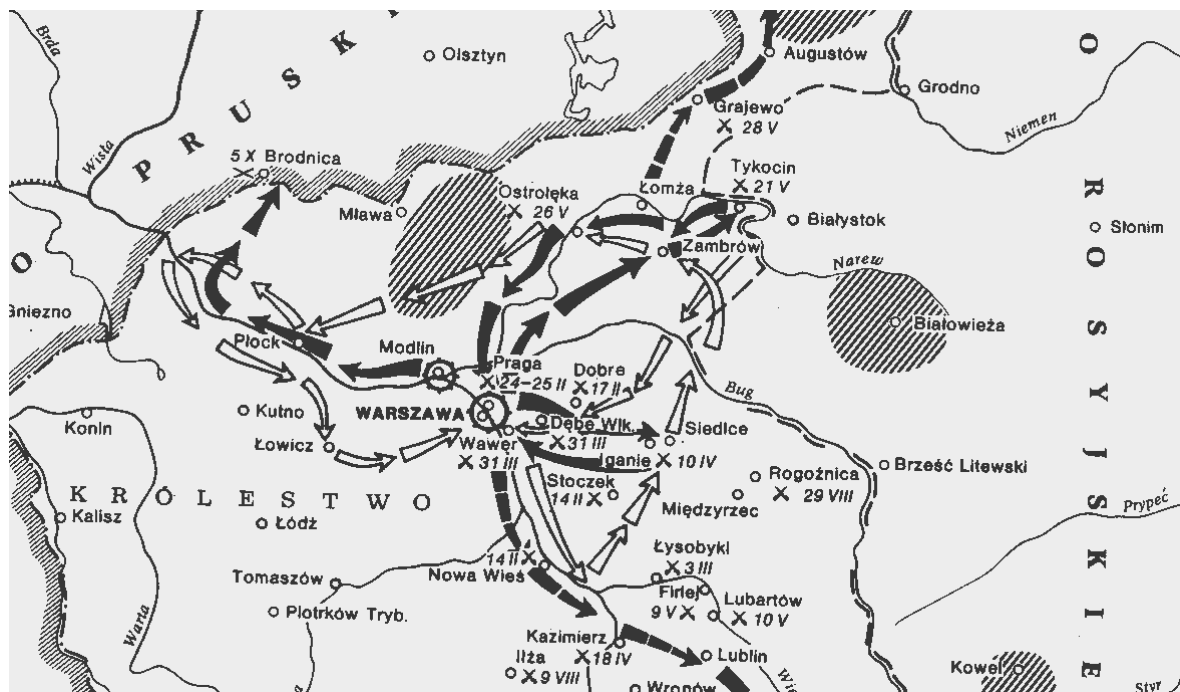 Brda
Wisła
P R U S K
Olsztyn
Augustów
Grodno
Niemen
O
Grajewo
28 V
5 X Brodnica
Tykocin
21 V
Mława
Ostrołęka
26 V
Łomża
Białystok
R O S Y J S K I E
Słonim
Zambrów
Narew
O
Gniezno
Białowieża
Płock
Modlin
Praga
24–25 II
Dobre
17 II
Bug
Kutno
WARSZAWA
Dębe Wlk.
31 III
Konin
Łowicz
Wawer
31 III
Siedlce
Iganie
10 IV
Brześć Litewski
Stoczek
14 II
Rogoźnica
29 VIII
Międzyrzec
K R Ó L E S T W O
Kalisz
Łódź
Prypeć
14 II
Nowa Wieś
Łysobyki
3 III
Tomaszów
Firlej
9 V
Lubartów
10 V
Piotrków Tryb.
Warta
Kazimierz
18 IV
Lublin
Iłża
9 VIII
Wronów
Wi
Kowel
Styr